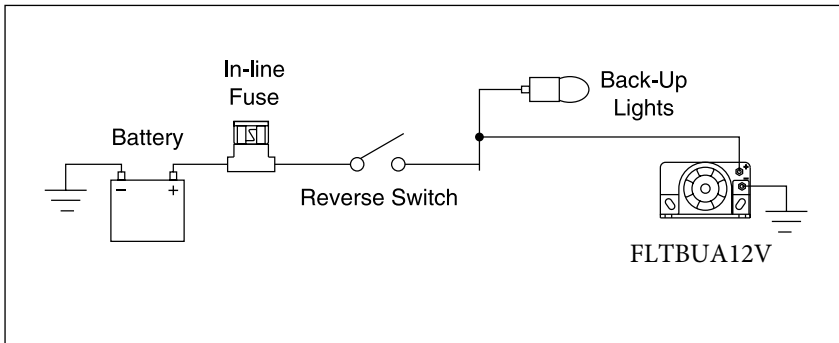 In-line
Fuse
Back-Up
Lights
Battery
− +
Reverse Switch
+
−
FLTBUA12V